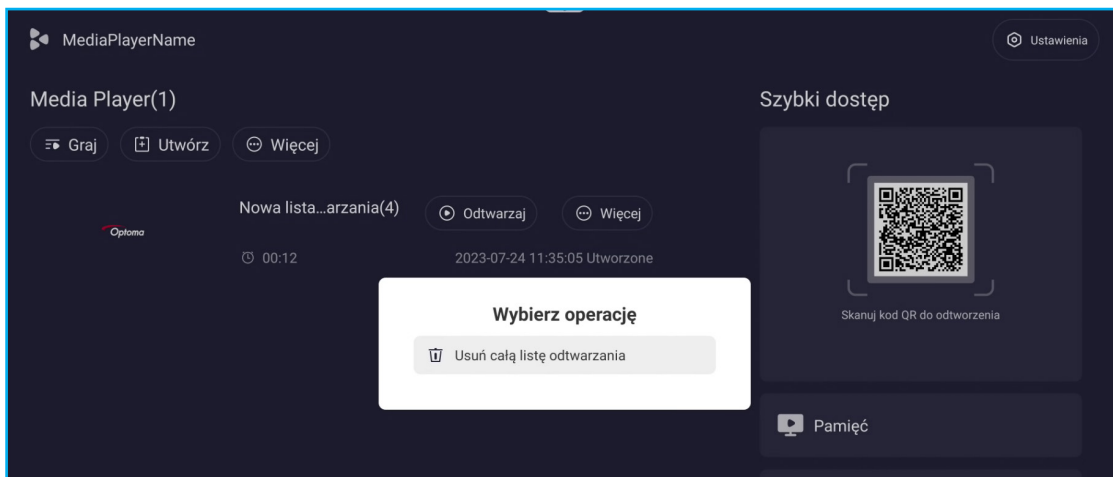 MediaPlayerName
Ustawienia
Media Player(1)
Szybki dostęp
Graj
Utwórz
Więcej
Nowa lista...arzania(4)
Odtwarzaj
Więcej
Optoma
00:12
2023-07-24 11:35:05 Utworzone
Wybierz operację
Usuń całą listę odtwarzania
Skanuj kod QR do odtworzenia
Pamięć